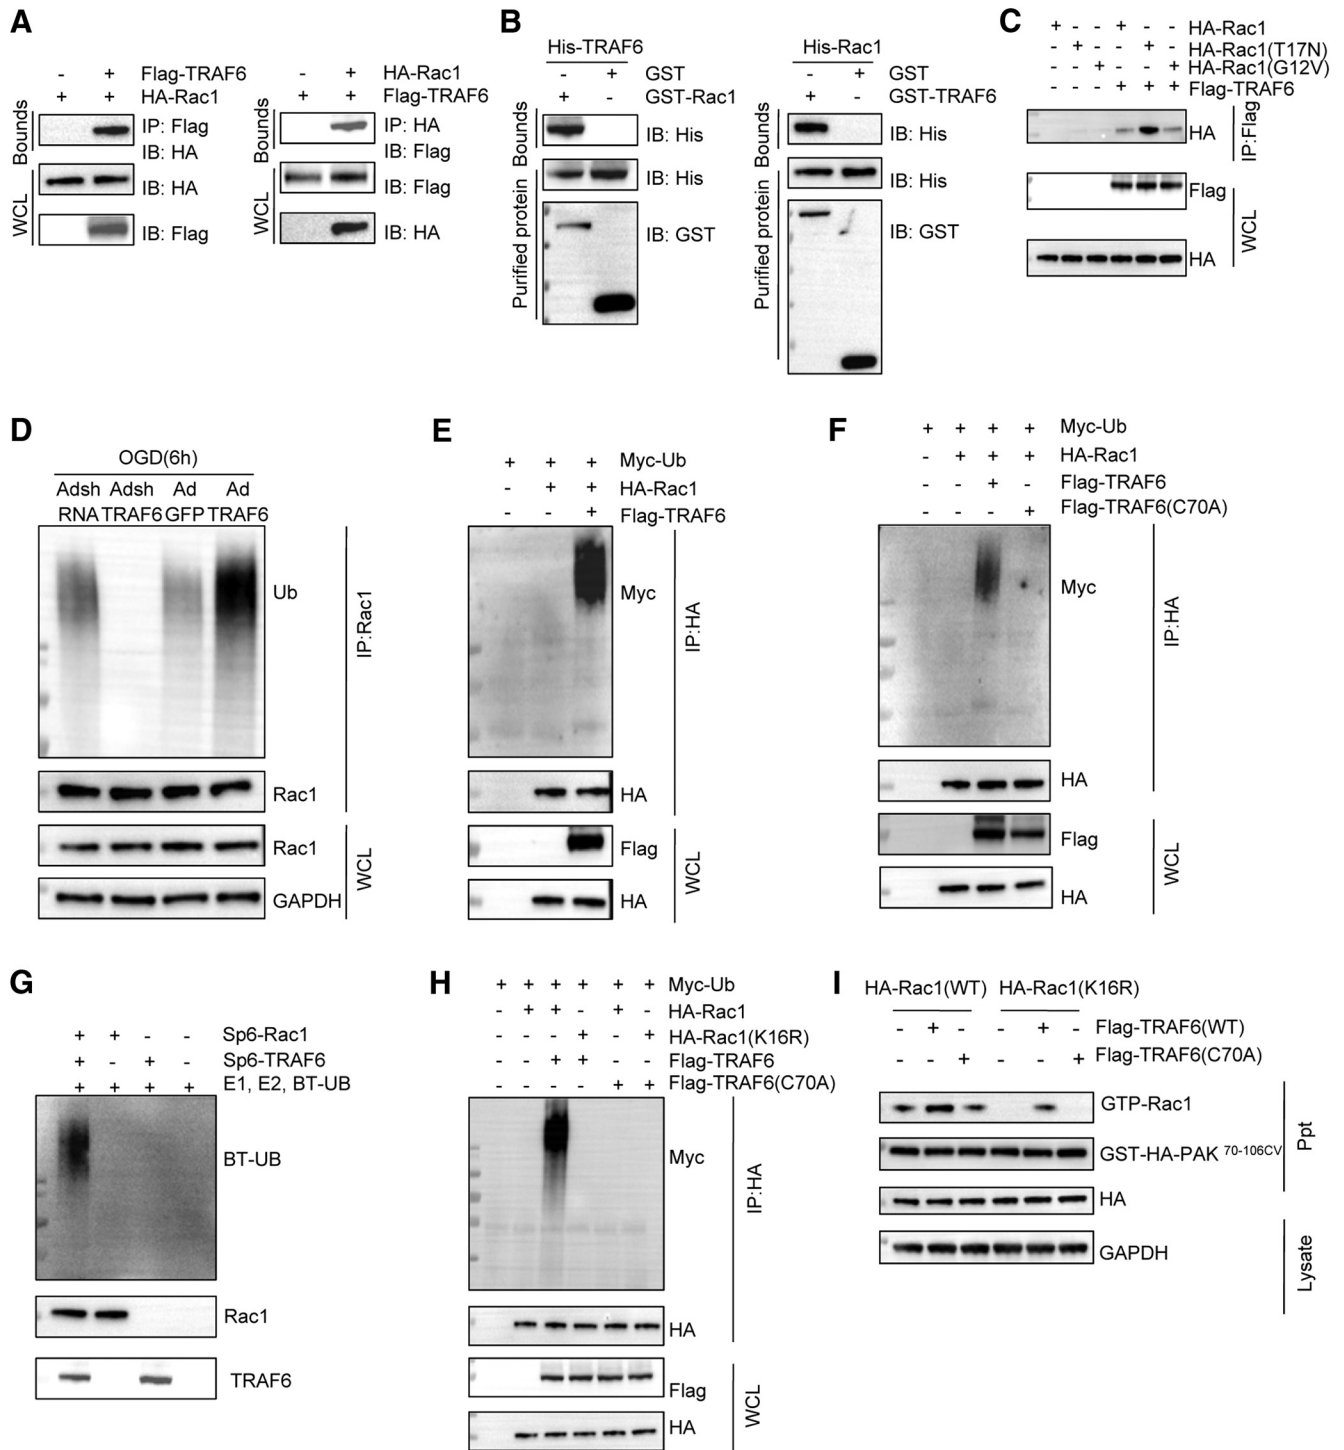 A
- + Flag-TRAF6
+ + HA-Rac1
Bounds
IP: Flag
IB: HA
WCL
IB: HA
IB: Flag
- + HA-Rac1
+ + Flag-TRAF6
Bounds
IP: HA
IB: Flag
WCL
IB: Flag
IB: HA
B
His-TRAF6
- + GST
+ - GST-Rac1
Bounds
IB: His
Purified protein
IB: His
IB: GST
His-Rac1
- + GST
+ - GST-TRAF6
Bounds
IB: His
Purified protein
IB: His
IB: GST
C
+ - - + - - HA-Rac1
- + - - + - HA-Rac1(T17N)
- - + - - + HA-Rac1(G12V)
- - - + + + Flag-TRAF6
HA
IP:Flag
Flag
HA
WCL
D
OGD(6h)
Adsh Adsh Ad Ad
RNA TRAF6 GFP TRAF6
Ub
Rac1
IP:Rac1
Rac1
GAPDH
WCL
E
+ + + Myc-Ub
- + + HA-Rac1
- - + Flag-TRAF6
Myc
HA
IP:HA
Flag
HA
WCL
F
+ + + + Myc-Ub
- + + + HA-Rac1
- - + - Flag-TRAF6
- - - + Flag-TRAF6(C70A)
Myc
HA
IP:HA
Flag
HA
WCL
G
+ + - - Sp6-Rac1
+ - + - Sp6-TRAF6
+ + + + E1, E2, BT-UB
BT-UB
Rac1
TRAF6
H
+ + + + + + Myc-Ub
- + + - + - HA-Rac1
- - - + - + HA-Rac1(K16R)
- - + + - - Flag-TRAF6
- - - - + + Flag-TRAF6(C70A)
Myc
HA
IP:HA
Flag
HA
WCL
I
HA-Rac1(WT) HA-Rac1(K16R)
- + - - + - Flag-TRAF6(WT)
- - + - - + Flag-TRAF6(C70A)
GTP-Rac1
GST-HA-PAK 70-106CV
Ppt
HA
GAPDH
Lysate